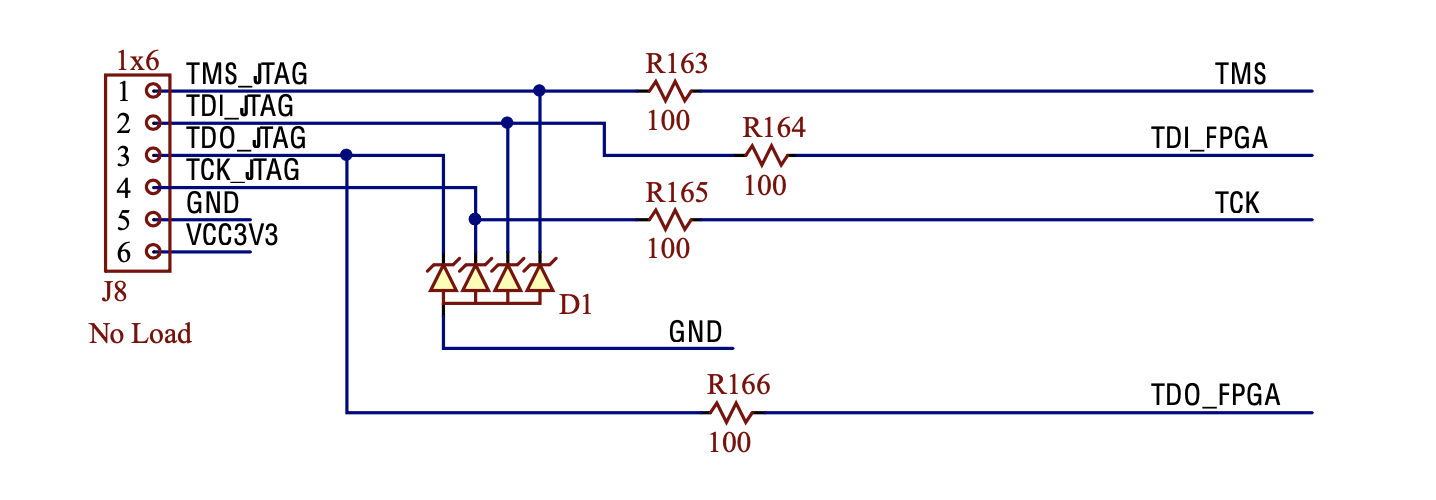 1x6
1 TMS_JTAG
2 TDI_JTAG
3 TDO_JTAG
4 TCK_JTAG
5 GND
6 VCC3V3
J8
No Load
R163
100
TMS
R164
100
TDI_FPGA
R165
100
TCK
D1
GND
R166
100
TDO_FPGA